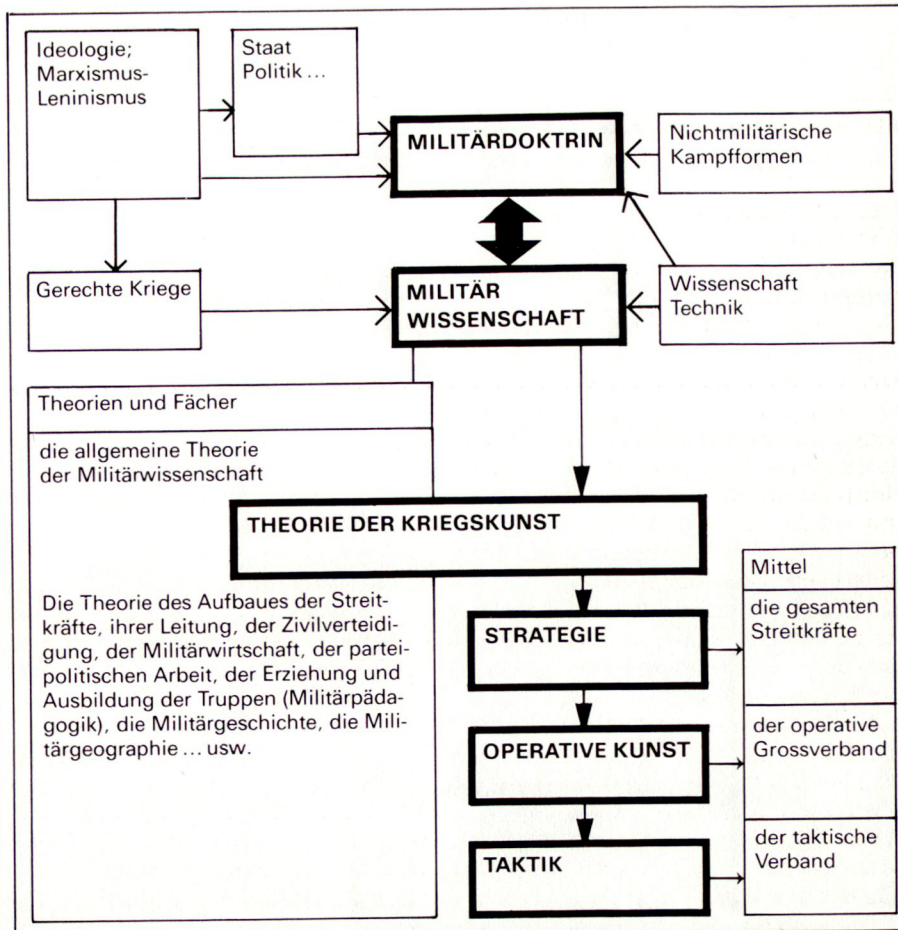 Ideologie;
Marxismus-
Leninismus
Staat
Politik ...
MILITÄRDOKTRIN
Nichtmilitärische
Kampfformen
Gerechte Kriege
MILITÄR
WISSENSCHAFT
Wissenschaft
Technik
Theorien und Fächer
die allgemeine Theorie
der Militärwissenschaft
THEORIE DER KRIEGSKUNST
Die Theorie des Aufbaues der Streit-
kräfte, ihrer Leitung, der Zivilverteidi-
gung, der Militärwirtschaft, der partei-
politischen Arbeit, der Erziehung und
Ausbildung der Truppen (Militärpäda-
gogik), die Militärgeschichte, die Mili-
tärgeographie ... usw.
STRATEGIE
OPERATIVE KUNST
TAKTIK
Mittel
die gesamten
Streitkräfte
der operative
Grossverband
der taktische
Verband